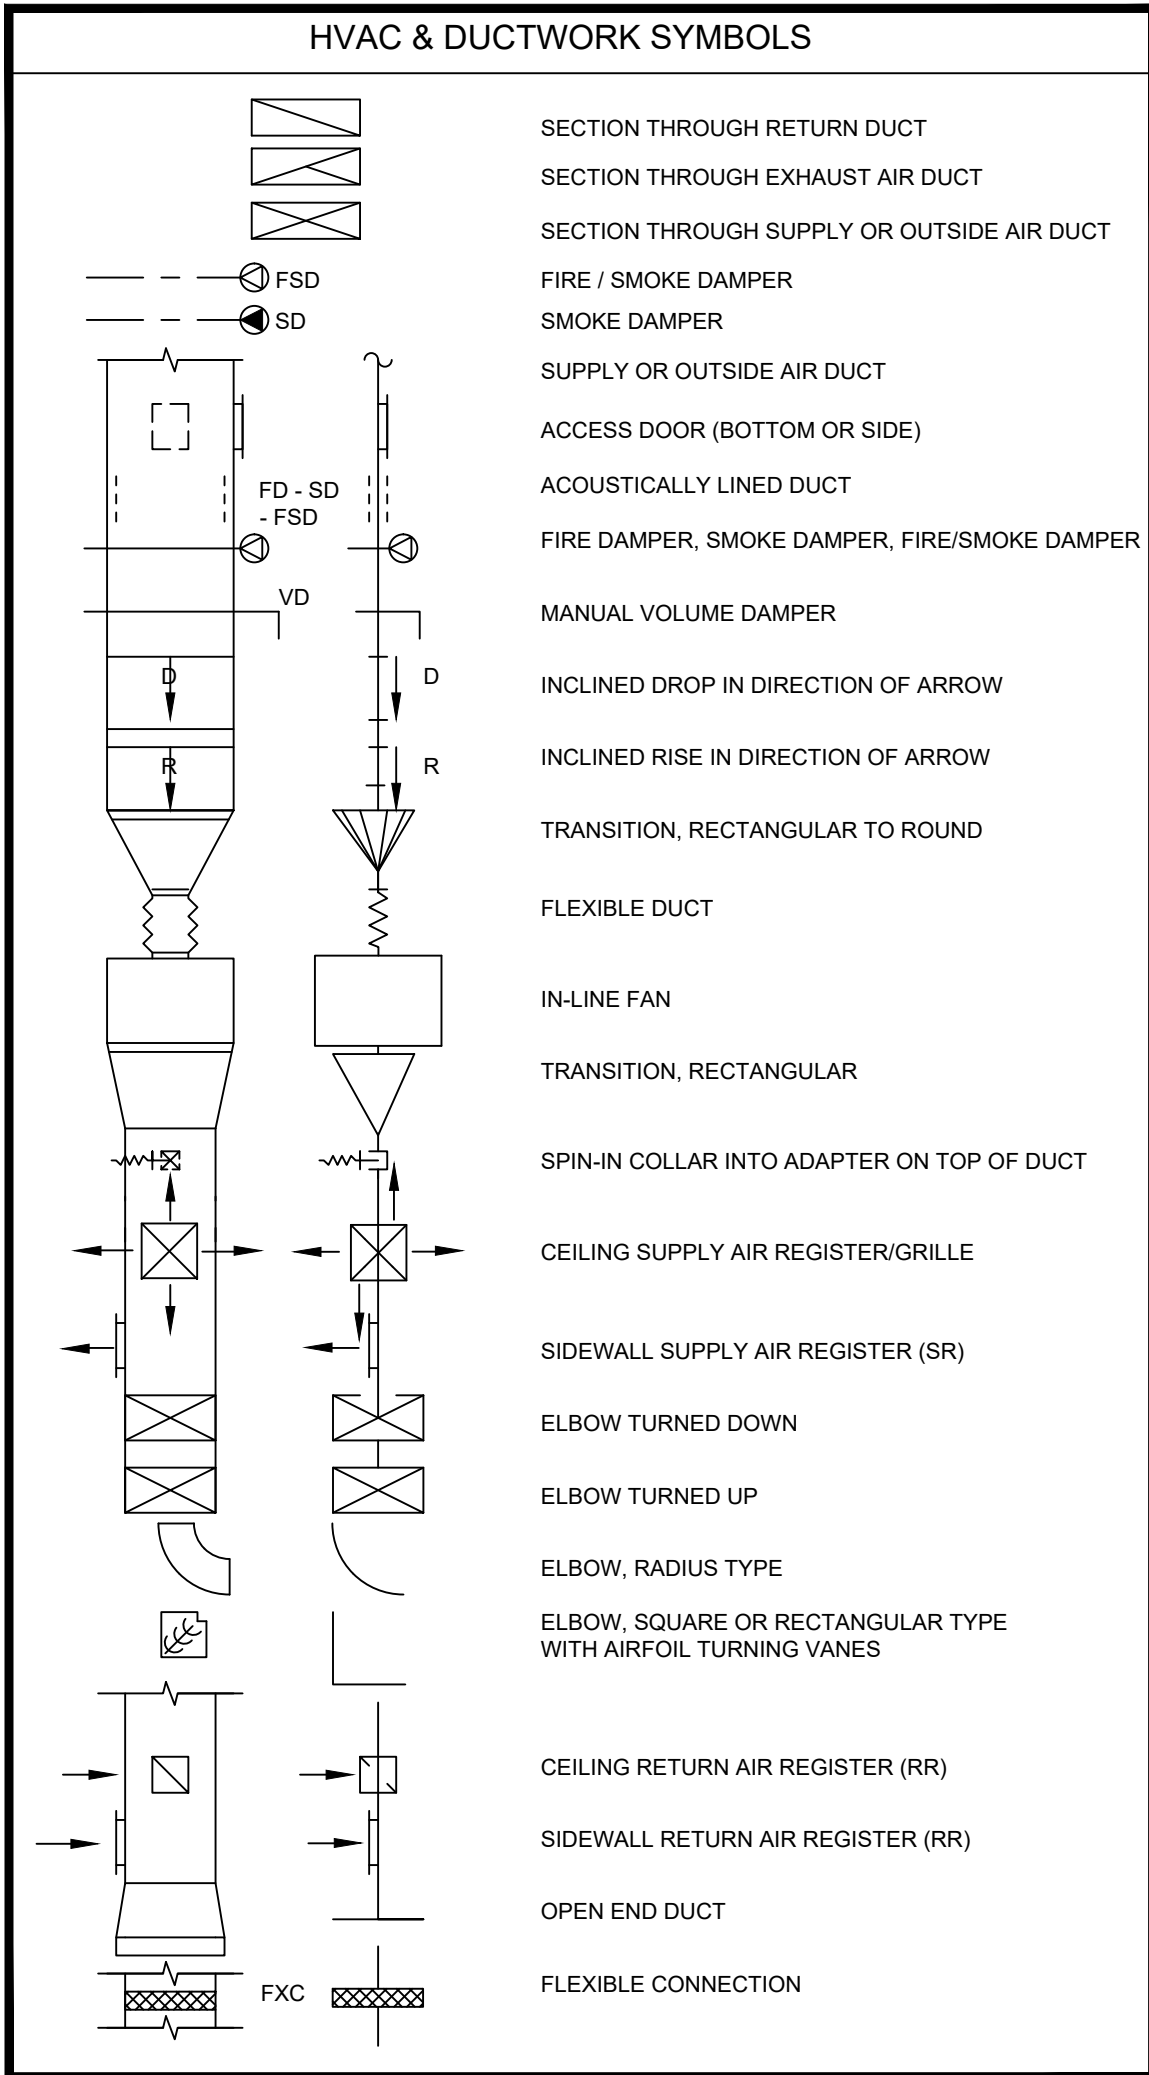 HVAC & DUCTWORK SYMBOLS
SECTION THROUGH RETURN DUCT
SECTION THROUGH EXHAUST AIR DUCT
SECTION THROUGH SUPPLY OR OUTSIDE AIR DUCT
FSD
FIRE / SMOKE DAMPER
SD
SMOKE DAMPER
SUPPLY OR OUTSIDE AIR DUCT
ACCESS DOOR (BOTTOM OR SIDE)
ACOUSTICALLY LINED DUCT
FD - SD
- FSD
FIRE DAMPER, SMOKE DAMPER, FIRE/SMOKE DAMPER
VD
MANUAL VOLUME DAMPER
D
D
INCLINED DROP IN DIRECTION OF ARROW
R
R
INCLINED RISE IN DIRECTION OF ARROW
TRANSITION, RECTANGULAR TO ROUND
FLEXIBLE DUCT
IN-LINE FAN
TRANSITION, RECTANGULAR
SPIN-IN COLLAR INTO ADAPTER ON TOP OF DUCT
CEILING SUPPLY AIR REGISTER/GRILLE
SIDEWALL SUPPLY AIR REGISTER (SR)
ELBOW TURNED DOWN
ELBOW TURNED UP
ELBOW, RADIUS TYPE
ELBOW, SQUARE OR RECTANGULAR TYPE
WITH AIRFOIL TURNING VANES
CEILING RETURN AIR REGISTER (RR)
SIDEWALL RETURN AIR REGISTER (RR)
OPEN END DUCT
FXC
FLEXIBLE CONNECTION